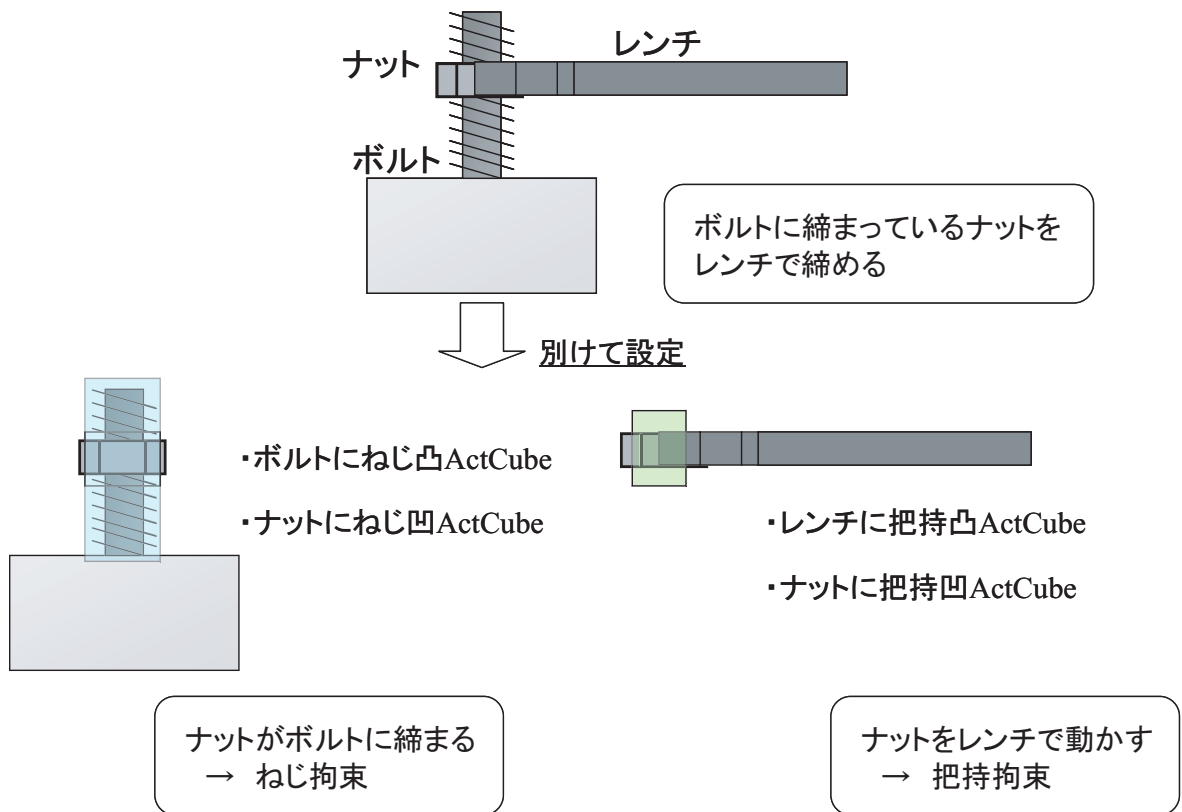 レンチ
ナット
ボルト
ボルトに締まっているナットを
レンチで締める
別けて設定
・ボルトにねじ凸ActCube
・ナットにねじ凹ActCube
・レンチに把持凸ActCube
・ナットに把持凹ActCube
ナットがボルトに締まる
→ ねじ拘束
ナットをレンチで動かす
→ 把持拘束